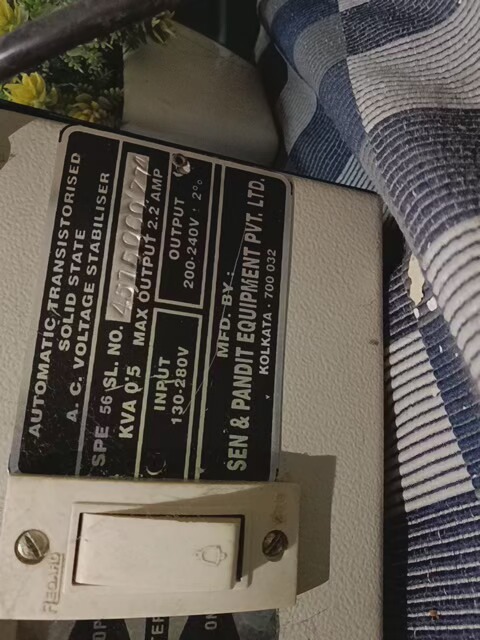 AUTOMATIC TRANSISTORISED
SOLID STATE
A. C. VOLTAGE STABILISER
SPE 56 SL. NO.
KVA 0.5 MAX OUTPUT 2.2 AMP
INPUT
130-280V
OUTPUT
200-240V
MFD. BY :
SEN & PANDIT EQUIPMENT PVT. LTD.
KOLKATA - 700 032